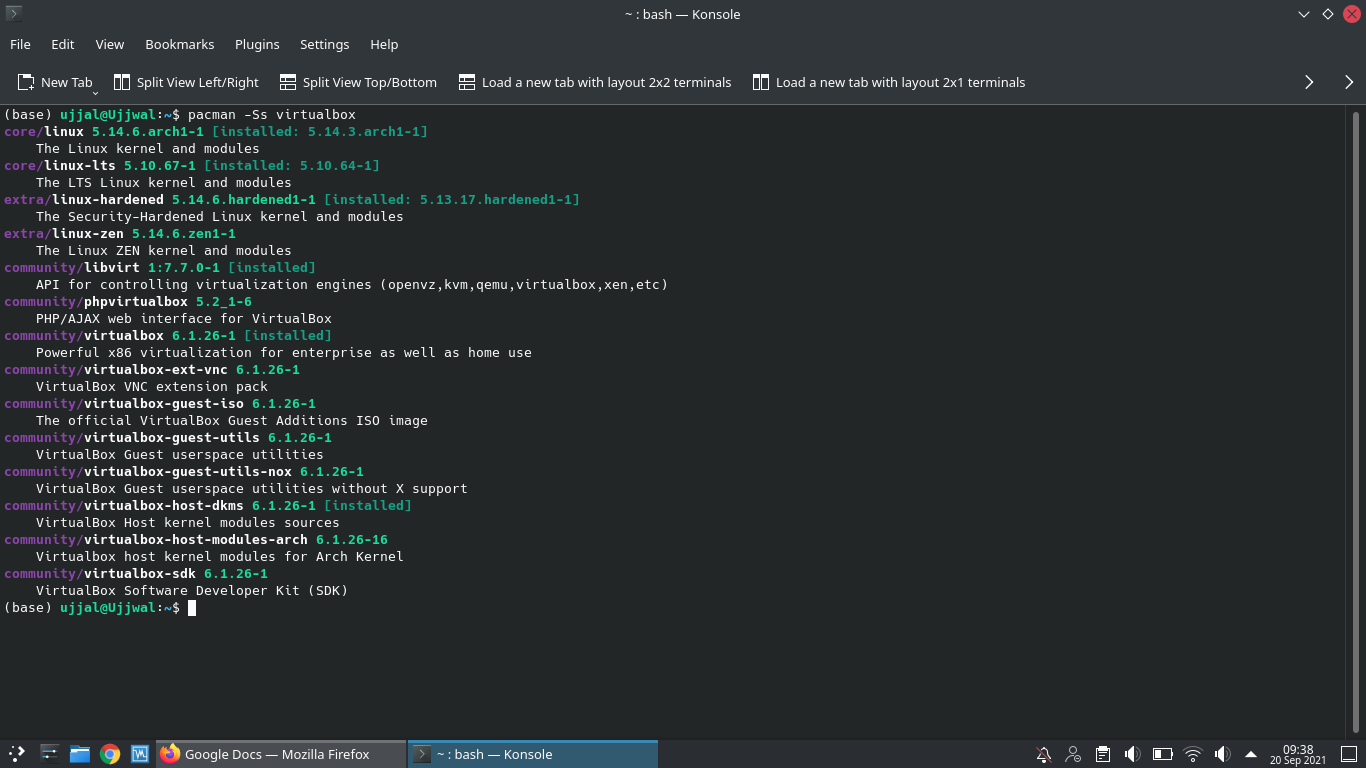 ~ : bash — Konsole
File Edit View Bookmarks Plugins Settings Help
New Tab Split View Left/Right Split View Top/Bottom Load a new tab with layout 2x2 terminals Load a new tab with layout 2x1 terminals
(base) ujjal@Ujjwal:~$ pacman -Ss virtualbox
core/linux 5.14.6.arch1-1 [installed: 5.14.3.arch1-1]
    The Linux kernel and modules
core/linux-lts 5.10.67-1 [installed: 5.10.64-1]
    The LTS Linux kernel and modules
extra/linux-hardened 5.14.6.hardened1-1 [installed: 5.13.17.hardened1-1]
    The Security-Hardened Linux kernel and modules
extra/linux-zen 5.14.6.zen1-1
    The Linux ZEN kernel and modules
community/libvirt 1:7.7.0-1 [installed]
    API for controlling virtualization engines (openvz,kvm,qemu,virtualbox,xen,etc)
community/phpvirtualbox 5.2_1-6
    PHP/AJAX web interface for VirtualBox
community/virtualbox 6.1.26-1 [installed]
    Powerful x86 virtualization for enterprise as well as home use
community/virtualbox-ext-vnc 6.1.26-1
    VirtualBox VNC extension pack
community/virtualbox-guest-iso 6.1.26-1
    The official VirtualBox Guest Additions ISO image
community/virtualbox-guest-utils 6.1.26-1
    VirtualBox Guest userspace utilities
community/virtualbox-guest-utils-nox 6.1.26-1
    VirtualBox Guest userspace utilities without X support
community/virtualbox-host-dkms 6.1.26-1 [installed]
    VirtualBox Host kernel modules sources
community/virtualbox-host-modules-arch 6.1.26-16
    Virtualbox host kernel modules for Arch Kernel
community/virtualbox-sdk 6.1.26-1
    VirtualBox Software Developer Kit (SDK)
(base) ujjal@Ujjwal:~$
Google Docs — Mozilla Firefox ~ : bash — Konsole 09:38
20 Sep 2021